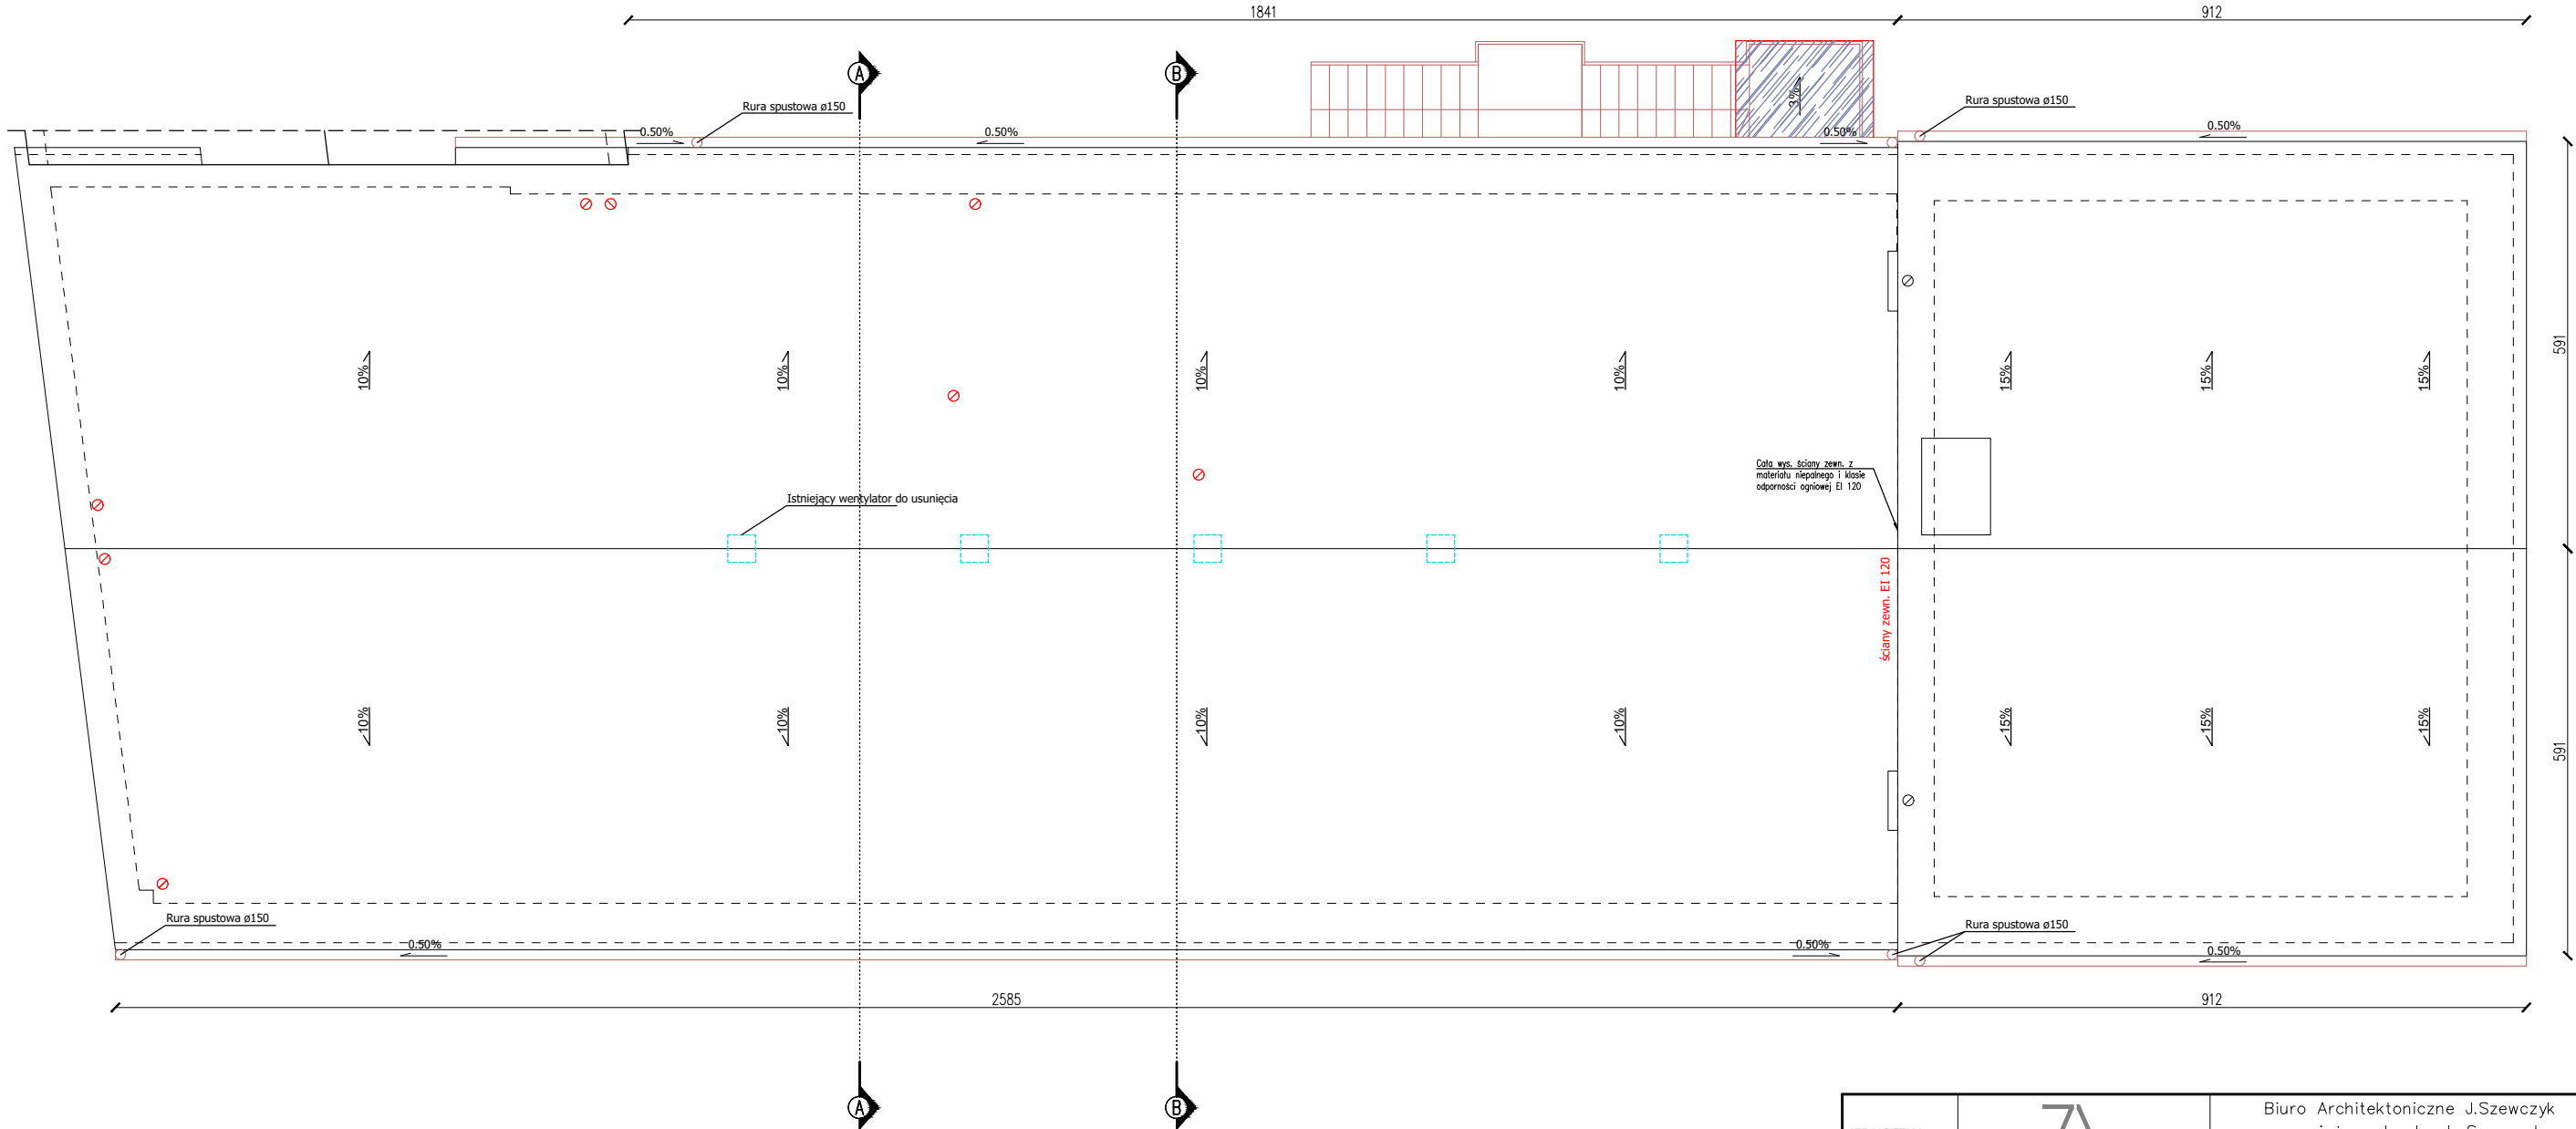 1841
912
A
B
Rura spustowa ø150
Rura spustowa ø150
3%
0.50%
0.50%
0.50%
0.50%
10%
10%
10%
10%
15%
15%
15%
591
Cała wys. ściany zewn. z
materiału niepalnego i klasie
odporności ogniowej EI 120
Istniejący wentylator do usunięcia
ściany zewn. EI 120
10%
10%
10%
10%
15%
15%
15%
591
Rura spustowa ø150
Rura spustowa ø150
0.50%
0.50%
0.50%
2585
912
A
B
Biuro Architektoniczne J.Szewczyk